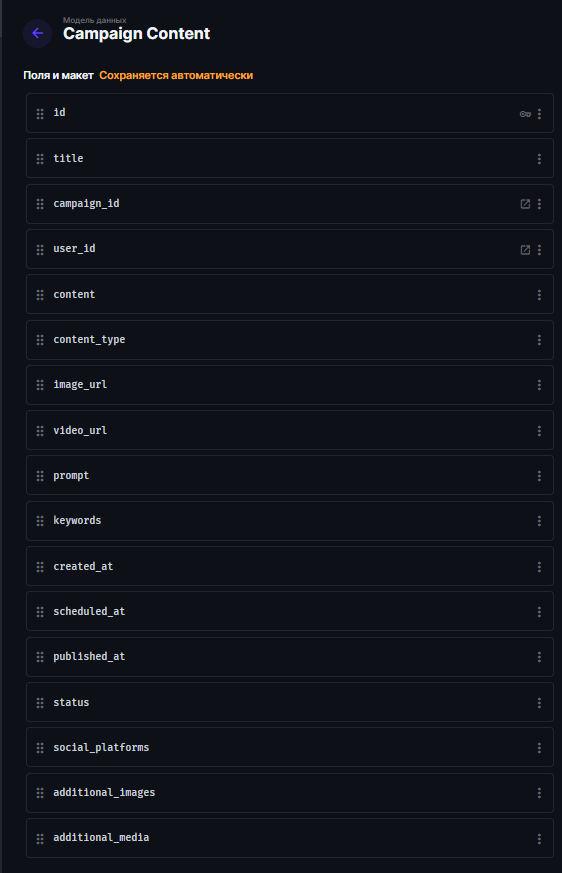 Модель данных
Campaign Content
Поля и макет Сохраняется автоматически
id
title
campaign_id
user_id
content
content_type
image_url
video_url
prompt
keywords
created_at
scheduled_at
published_at
status
social_platforms
additional_images
additional_media